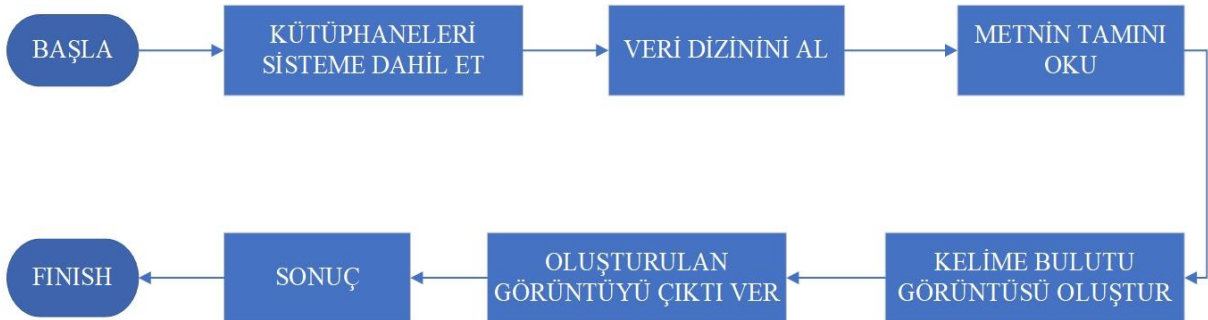 BAŞLA
KÜTÜPHANELERİ
SİSTEME DAHİL ET
VERİ DİZİNİNİ AL
METNİN TAMINI
OKU
KELİME BULUTU
GÖRÜNTÜSÜ OLUŞTUR
OLUŞTURULAN
GÖRÜNTÜYÜ ÇIKTI VER
SONUÇ
FINISH